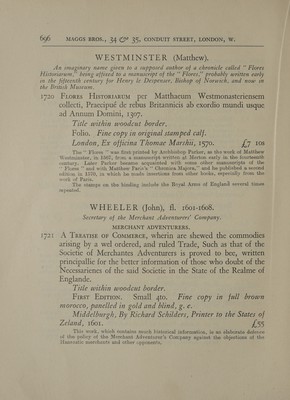 696 MAGGS BROS., 34 & 35, CONDUIT STREET, LONDON, W.
WESTMINSTER (Matthew).
An imaginary name given to a supposed author of a chronicle called " Flores
Historiarum," being affixed to a manuscript of the " Flores," probably written early
in the fifteenth century for Henry le Despenser, Bishop of Norwich, and now in
the British Museum.
1720 FLORES HISTORIARUM per Matthaeum Westmonasteriensem
collecti, Praecipué de rebus Britannicis ab exordio mundi usque
ad Annum Domini, 1307.
Title within woodcut border.
Folio. Fine copy in original stamped calf.
London, Ex officina Thomae Marshii, 1570. £7 10s
The " Flores " was first printed by Archbishop Parker, as the work of Matthew
Westminster, in 1567, from a manuscript written at Merton early in the fourteenth
century. Later Parker became acquainted with some other manuscripts of the
" Flores " and with Matthew Paris's " Chronica Majora," and he published a second
edition in 1570, in which he made insertions from other books, especially from the
work of Paris.
The stamps on the binding include the Royal Arms of England several times
repeated.
WHEELER (John), fl. 1601-1608.
Secretary of the Merchant Adventurers' Company.
MERCHANT ADVENTURERS.
1721 A TREATISE OF COMMERCE, wherin are shewed the commodies
arising by a wel ordered, and ruled Trade, Such as that of the
Societie of Merchantes Adventurers is proved to bee, written
principallie for the better information of those who doubt of the
Necessarienes of the said Societie in the State of the Realme of
Englande.
Title within woodcut border.
FIRST EDITION. Small 4to. Fine copy in full brown
morocco, panelled in gold and blind, g. e.
Middelburgh, By Richard Schilders, Printer to the States of
Zeland, 1601. £55
This work, which contains much historical information, is an elaborate defence
of the policy of the Merchant Adventurer's Company against the objections of the
Hanseatic merchants and other opponents.